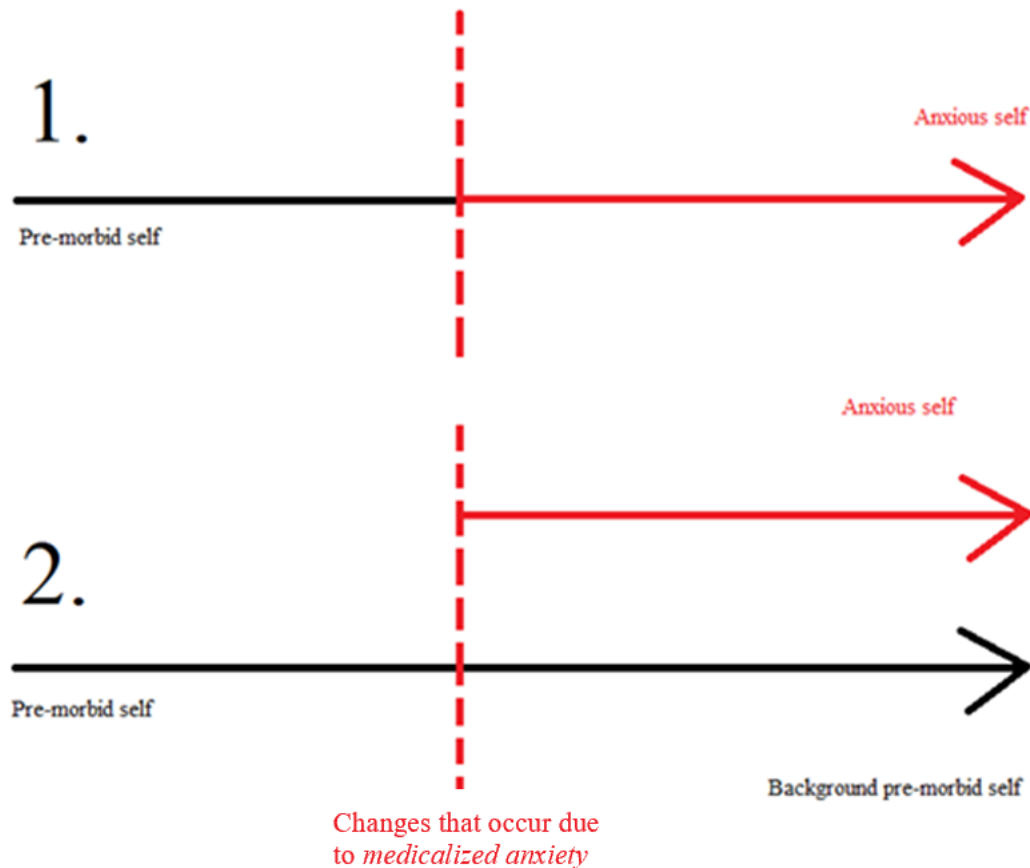 1.
Anxious self
Pre-morbid self
Anxious self
2.
Pre-morbid self
Background pre-morbid self
Changes that occur due
to medicalized anxiety